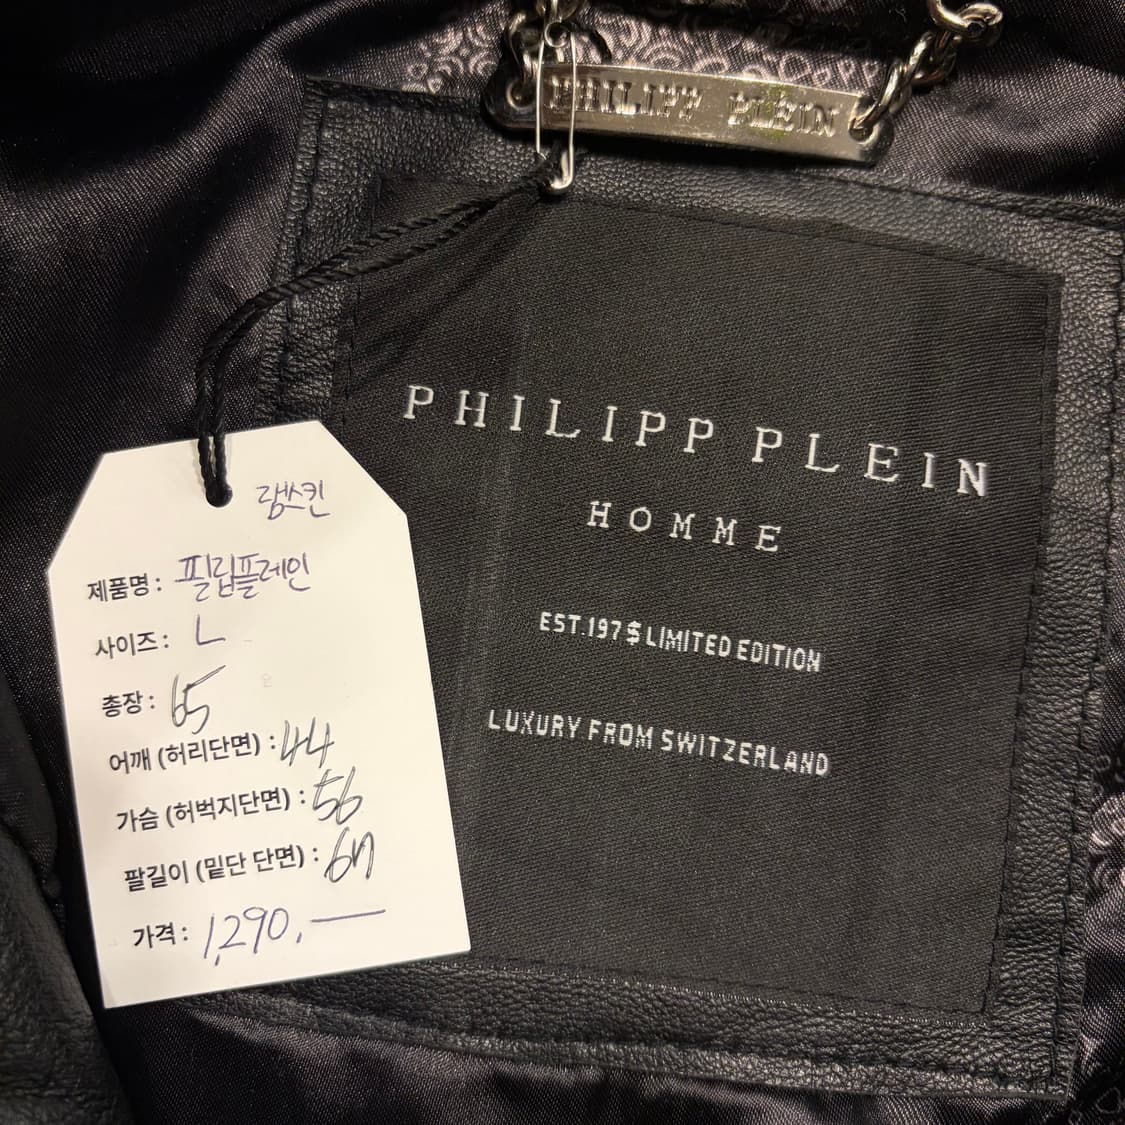 PHILIPP PLEIN
PHILIPP PLEIN
HOMME
EST.197$ LIMITED EDITION
LUXURY FROM SWITZERLAND
램스킨
제품명 : 필립플레인
사이즈 : L
총장 : 65
어깨 (허리단면) : 44
가슴 (허벅지단면) : 56
팔길이 (밑단 단면) : 67
가격 : 1,290,—